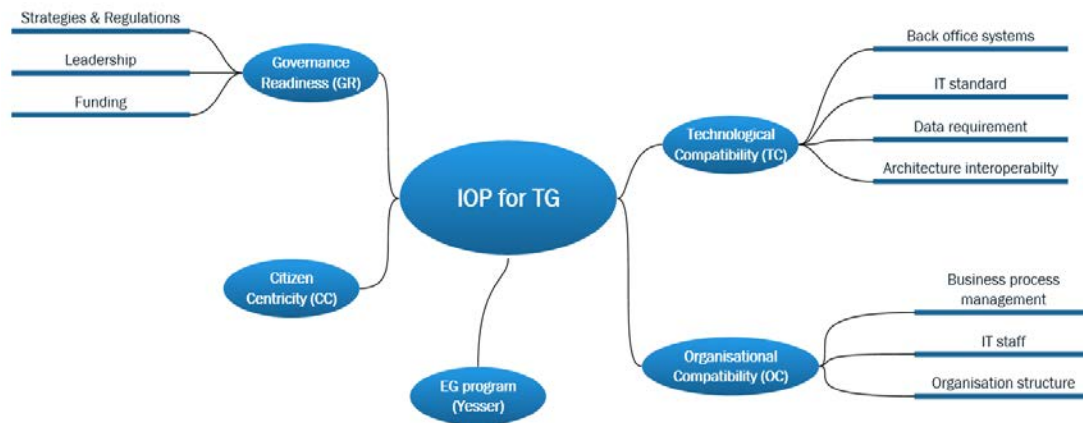 Strategies & Regulations
Leadership
Funding
Governance
Readiness (GR)
IOP for TG
Citizen
Centricity (CC)
EG program
(Yesser)
Technological
Compatibility (TC)
Back office systems
IT standard
Data requirement
Architecture interoperabilty
Organisational
Compatibility (OC)
Business process
management
IT staff
Organisation structure